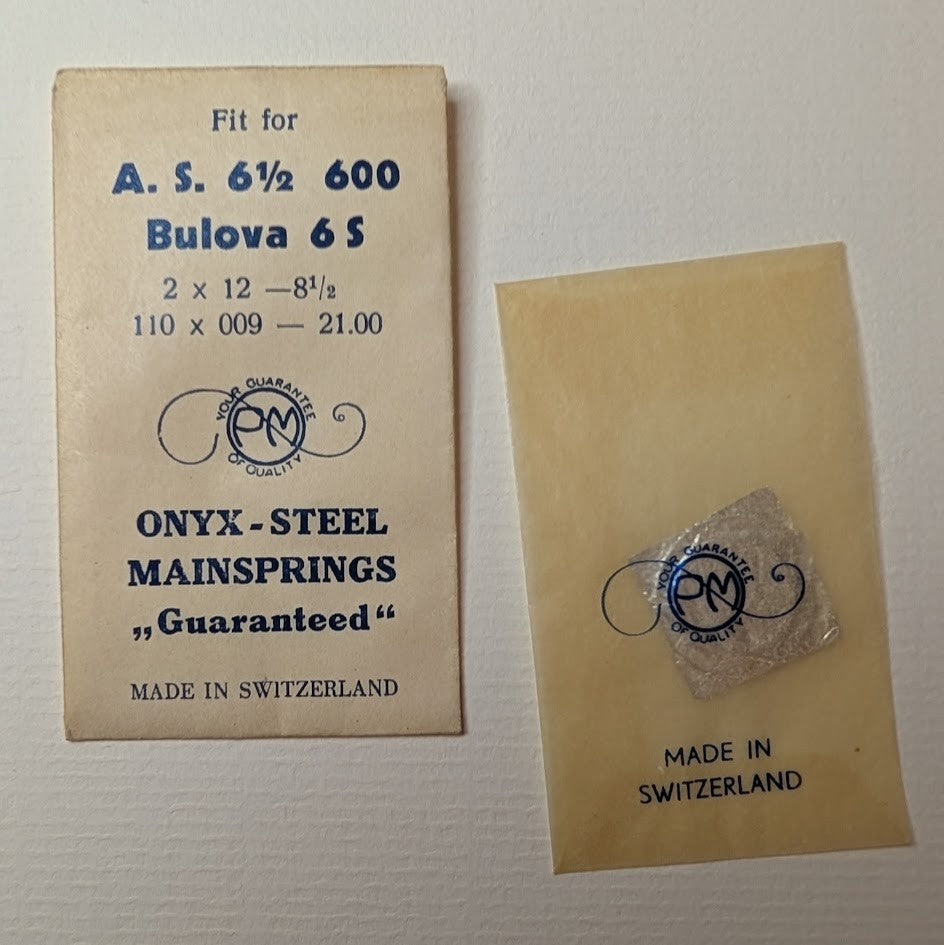 Fit for
A. S. 6½ 600
Bulova 6 S
2 x 12 —8½
110 x 009 — 21.00
YOUR GUARANTEE
PM
OF QUALITY
ONYX-STEEL
MAINSPRINGS
„Guaranteed“
MADE IN SWITZERLAND
YOUR GUARANTEE
PM
OF QUALITY
MADE IN
SWITZERLAND